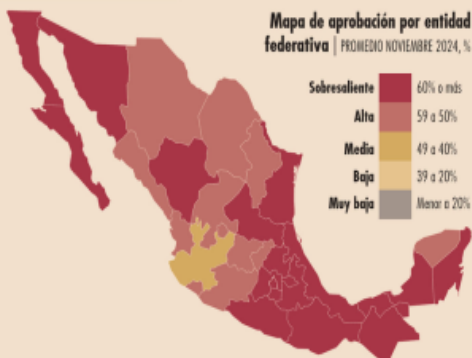 Mapa de aprobación por entidad
federativa | PROMEDIO NOVIEMBRE 2024, %
Sobresaliente 60% o más
Alta 59 a 50%
Media 49 a 40%
Baja 39 a 20%
Muy baja Menor a 20%